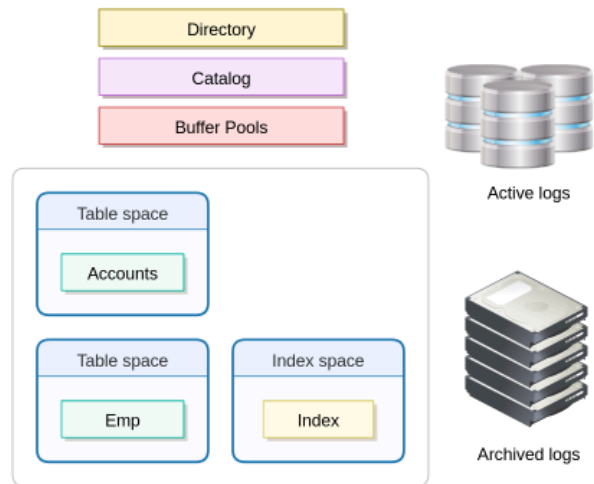 Directory
Catalog
Buffer Pools
Active logs
Table space
Accounts
Table space
Emp
Index space
Index
Archived logs